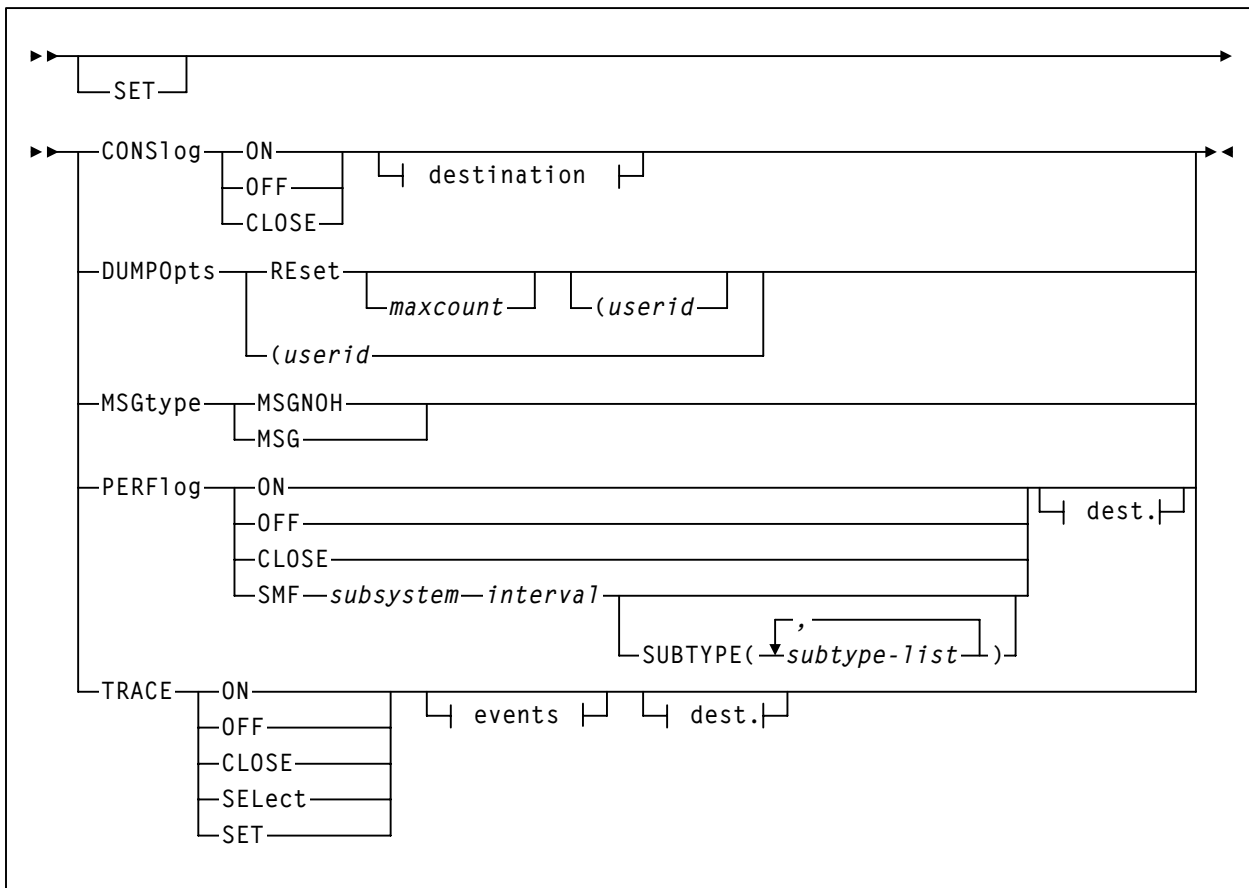 SET
CONSlog ON
destination
OFF
CLOSE
DUMPOpts REset
maxcount (userid
(userid
MSGtype MSGNOH
MSG
PERFlog ON
dest.
OFF
CLOSE
SMF subsystem interval
,
SUBTYPE( subtype-list )
TRACE ON
events dest.
OFF
CLOSE
SELect
SET